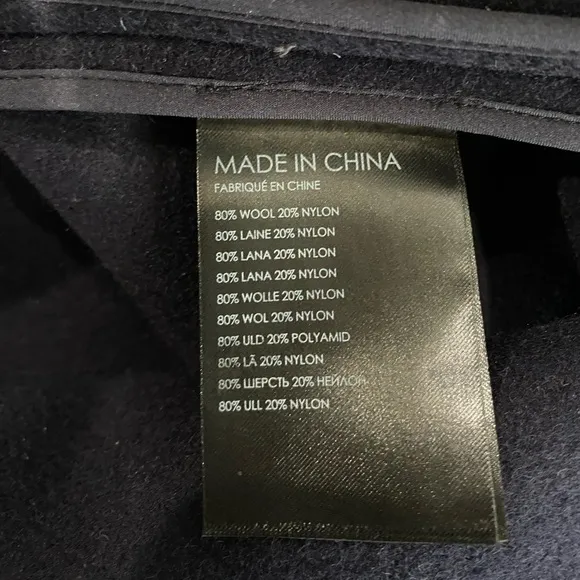 MADE IN CHINA
FABRIQUÉ EN CHINE
80% WOOL 20% NYLON
80% LAINE 20% NYLON
80% LANA 20% NYLON
80% LANA 20% NYLON
80% WOLLE 20% NYLON
80% WOL 20% NYLON
80% ULD 20% POLYAMID
80% LÃ 20% NYLON
80% ШЕРСТЬ 20% НЕЙЛОН
80% ULL 20% NYLON